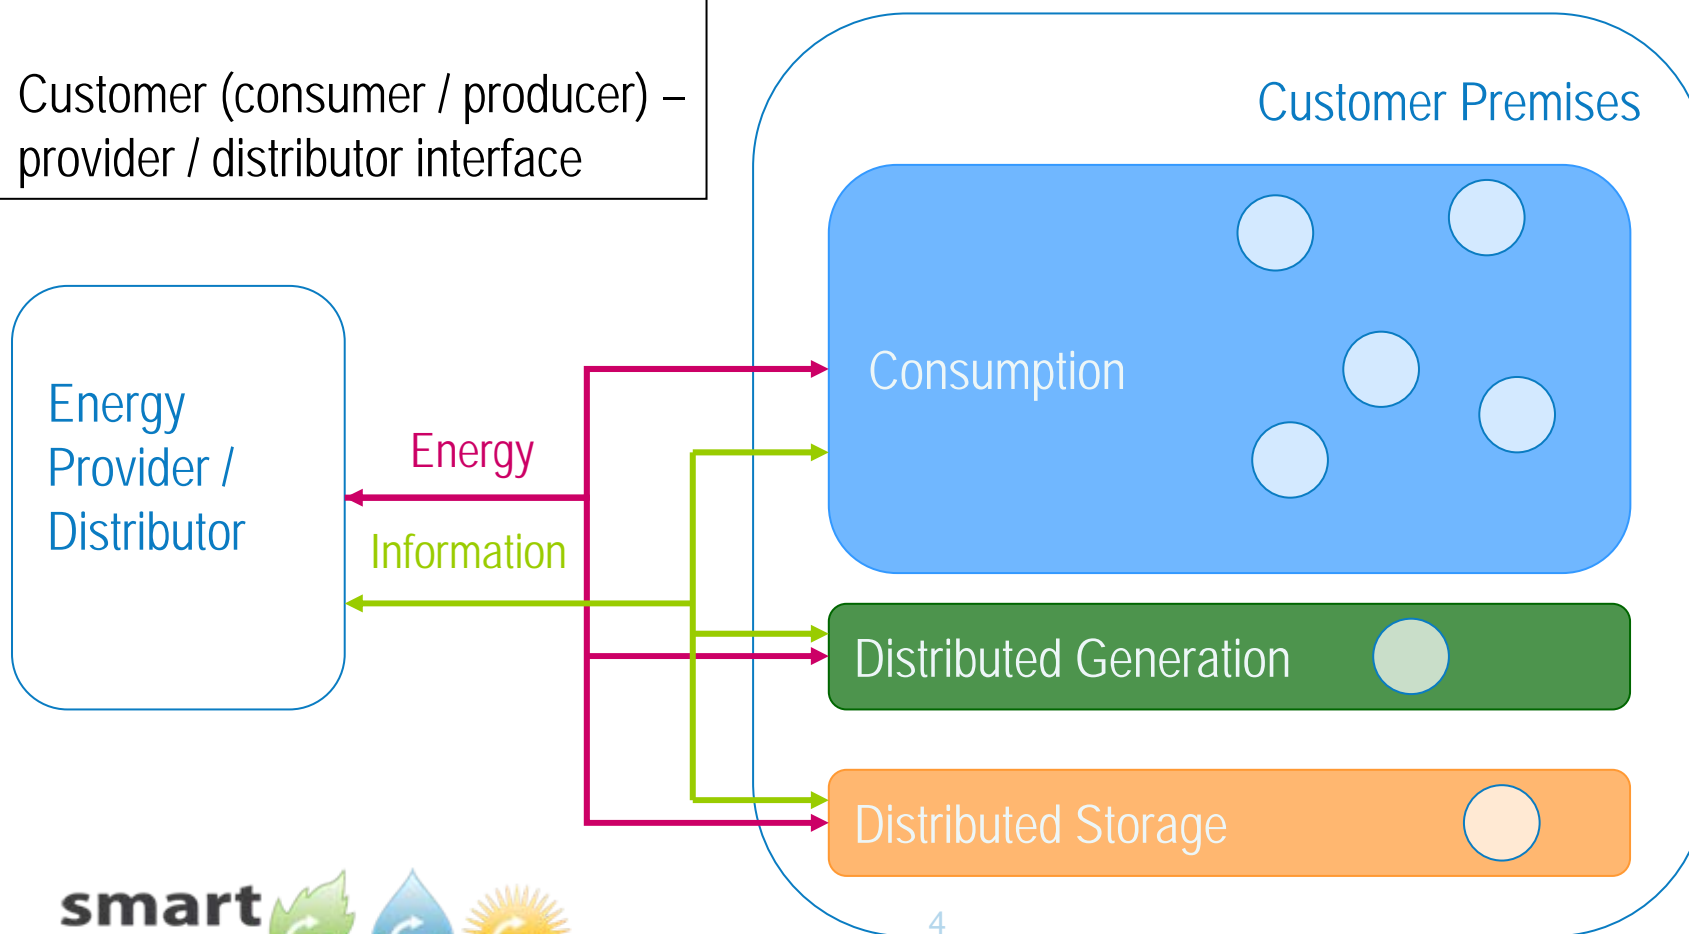 Customer (consumer / producer) –
provider / distributor interface
Customer Premises
Energy
Provider /
Distributor
Energy
Information
Consumption
Distributed Generation
Distributed Storage
smart
4